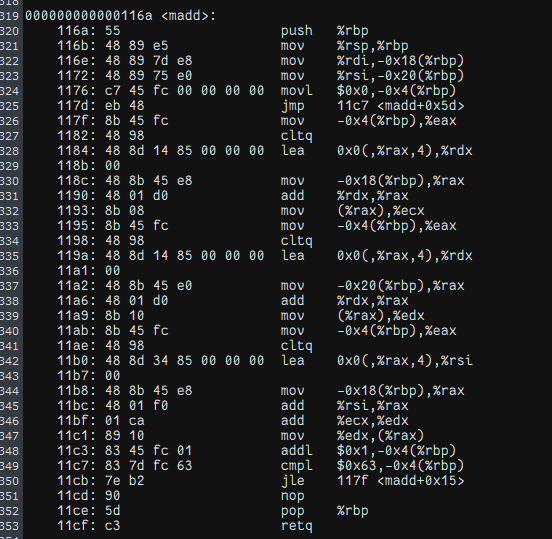 318
319 000000000000116a <madd>:
320 116a: 55 push %rbp
321 116b: 48 89 e5 mov %rsp,%rbp
322 116e: 48 89 7d e8 mov %rdi,-0x18(%rbp)
323 1172: 48 89 75 e0 mov %rsi,-0x20(%rbp)
324 1176: c7 45 fc 00 00 00 00 movl $0x0,-0x4(%rbp)
325 117d: eb 48 jmp 11c7 <madd+0x5d>
326 117f: 8b 45 fc mov -0x4(%rbp),%eax
327 1182: 48 98 cltq
328 1184: 48 8d 14 85 00 00 00 lea 0x0(,%rax,4),%rdx
329 118b: 00
330 118c: 48 8b 45 e8 mov -0x18(%rbp),%rax
331 1190: 48 01 d0 add %rdx,%rax
332 1193: 8b 08 mov (%rax),%ecx
333 1195: 8b 45 fc mov -0x4(%rbp),%eax
334 1198: 48 98 cltq
335 119a: 48 8d 14 85 00 00 00 lea 0x0(,%rax,4),%rdx
336 11a1: 00
337 11a2: 48 8b 45 e0 mov -0x20(%rbp),%rax
338 11a6: 48 01 d0 add %rdx,%rax
339 11a9: 8b 10 mov (%rax),%edx
340 11ab: 8b 45 fc mov -0x4(%rbp),%eax
341 11ae: 48 98 cltq
342 11b0: 48 8d 34 85 00 00 00 lea 0x0(,%rax,4),%rsi
343 11b7: 00
344 11b8: 48 8b 45 e8 mov -0x18(%rbp),%rax
345 11bc: 48 01 f0 add %rsi,%rax
346 11bf: 01 ca add %ecx,%edx
347 11c1: 89 10 mov %edx,(%rax)
348 11c3: 83 45 fc 01 addl $0x1,-0x4(%rbp)
349 11c7: 83 7d fc 63 cmpl $0x63,-0x4(%rbp)
350 11cb: 7e b2 jle 117f <madd+0x15>
351 11cd: 90 nop
352 11ce: 5d pop %rbp
353 11cf: c3 retq